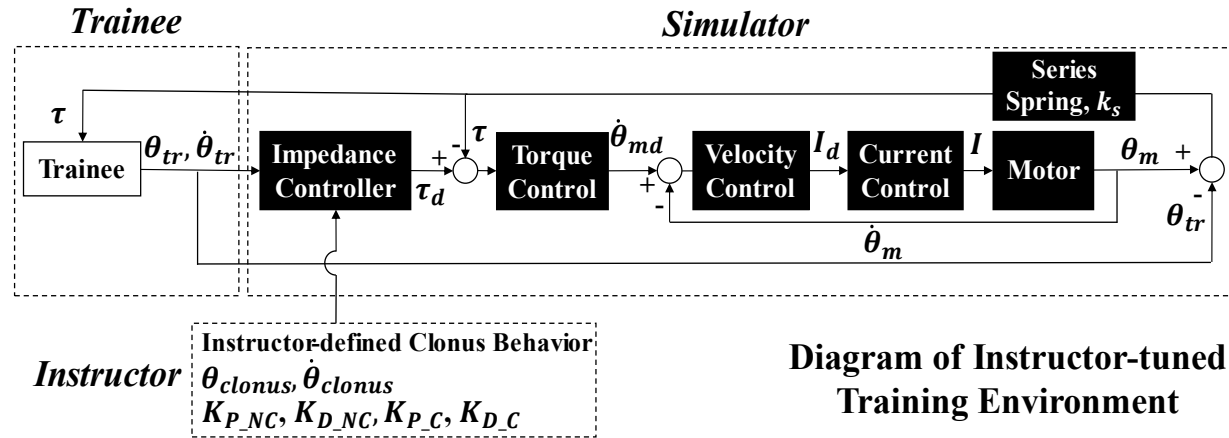 Trainee
Simulator
Series
Spring, kₛ
τ
Trainee
θ_tr, θ̇_tr
Impedance
Controller
+
-
τ_d
τ
Torque
Control
θ̇_md
+
-
Velocity
Control
I_d
Current
Control
I
Motor
θ_m
+
-
θ_tr
θ̇_m
Instructor
Instructor-defined Clonus Behavior
θ_clonus, θ̇_clonus
K_P_NC, K_D_NC, K_P_C, K_D_C
Diagram of Instructor-tuned
Training Environment